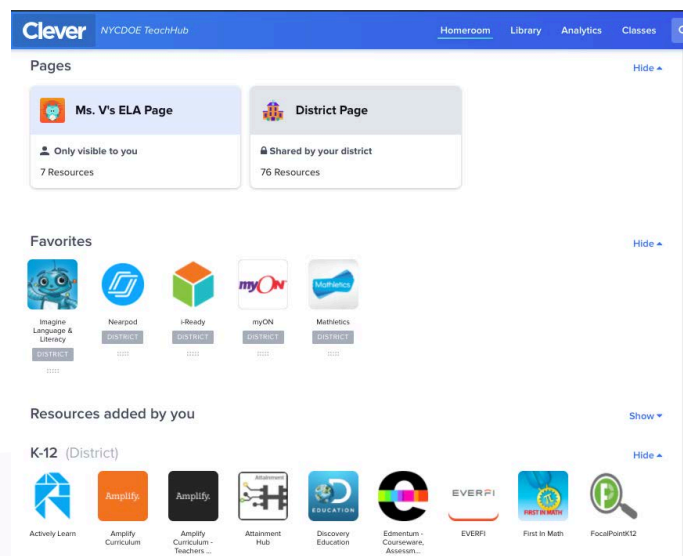 Clever NYCDOE TeachHub Homeroom Library Analytics Classes
Pages Hide
Ms. V's ELA Page
Only visible to you
7 Resources
District Page
Shared by your district
76 Resources
Favorites Hide
myON
Mathletics
Imagine
Language &
Literacy
DISTRICT
Nearpod
DISTRICT
i-Ready
DISTRICT
myON
DISTRICT
Mathletics
DISTRICT
Resources added by you Show
K-12 (District) Hide
Amplify.
Amplify.
Attainment
EDUCATION
EVERFI
FIRST IN MATH
Actively Learn
Amplify
Curriculum
Amplify
Curriculum -
Teachers ...
Attainment
Hub
Discovery
Education
Edmentum -
Courseware,
Assessm...
EVERFI
First In Math
FocalPointK12